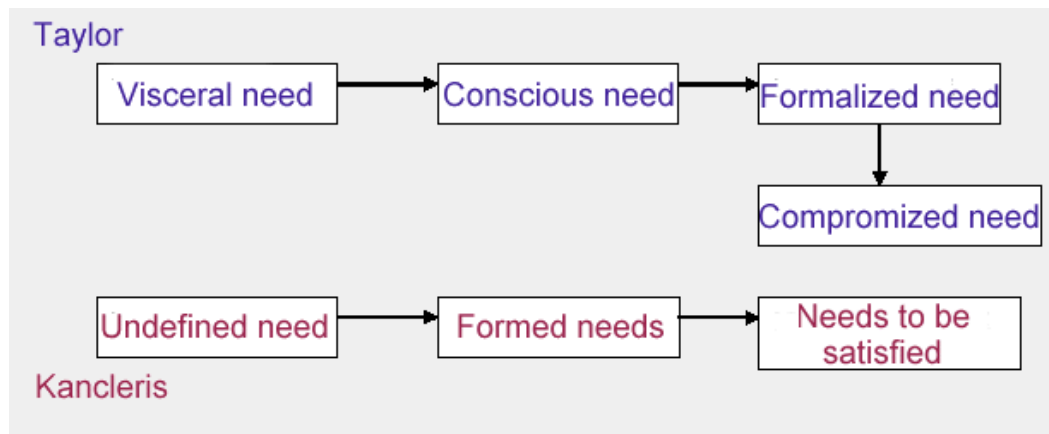 Taylor
Visceral need
Conscious need
Formalized need
Compromized need
Undefined need
Formed needs
Needs to be
satisfied
Kancleris